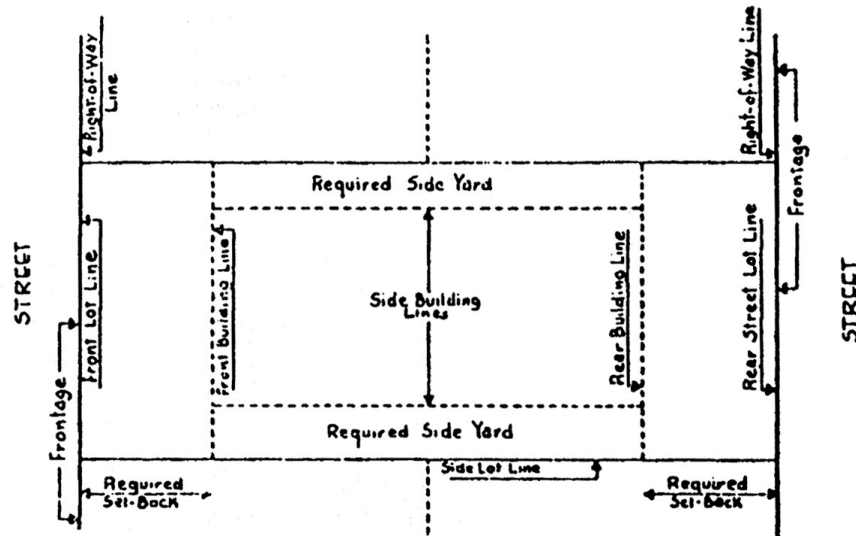 Right-of-Way
Line
Right-of-Way Line
Required Side Yard
Frontage
STREET
Front Lot Line
Front Building Line
Side Building
Lines
Rear Building Line
Rear Street Lot Line
STREET
Frontage
Required Side Yard
Side Lot Line
Required
Set-Back
Required
Set-Back